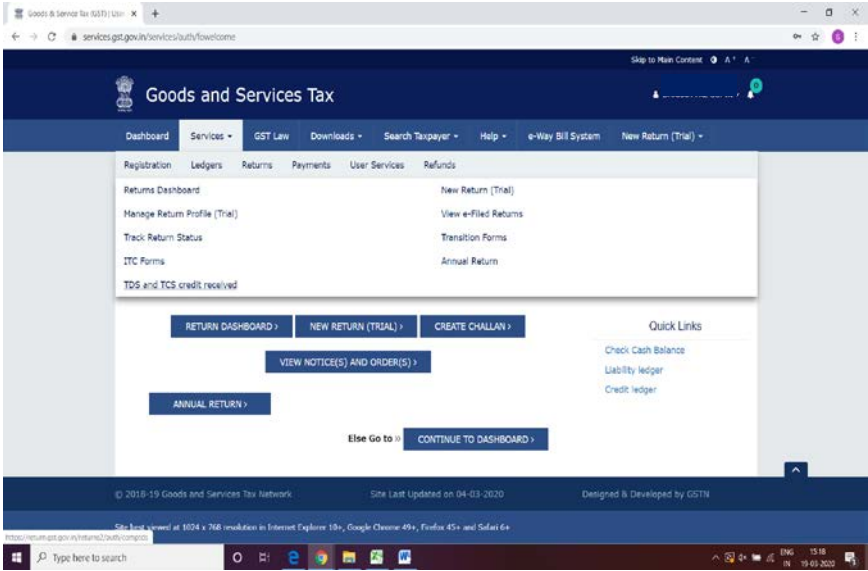 Goods & Service Tax (GST) | User
services.gst.gov.in/services/auth/fowelcome
Skip to Main Content A+ A-
Goods and Services Tax
0
Dashboard Services GST Law Downloads Search Taxpayer Help e-Way Bill System New Return (Trial)
Registration Ledgers Returns Payments User Services Refunds
Returns Dashboard New Return (Trial)
Manage Return Profile (Trial) View e-Filed Returns
Track Return Status Transition Forms
ITC Forms Annual Return
TDS and TCS credit received
RETURN DASHBOARD › NEW RETURN (TRIAL) › CREATE CHALLAN › Quick Links
Check Cash Balance
VIEW NOTICE(S) AND ORDER(S) ›
Liability ledger
Credit ledger
ANNUAL RETURN ›
Else Go to » CONTINUE TO DASHBOARD ›
© 2018-19 Goods and Services Tax Network Site Last Updated on 04-03-2020 Designed & Developed by GSTN
Site best viewed at 1024 x 768 resolution in Internet Explorer 10+, Google Chrome 49+, Firefox 45+ and Safari 6+
Type here to search
ENG 15:18
IN 19-03-2020